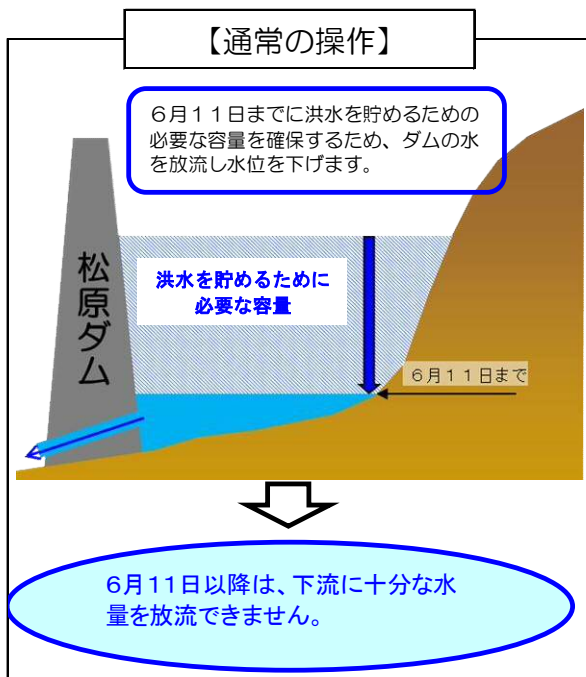 【通常の操作】
６月１１日までに洪水を貯めるための
必要な容量を確保するため、ダムの水
を放流し水位を下げます。
松原ダム
洪水を貯めるために
必要な容量
６月１１日まで
6月11日以降は、下流に十分な水
量を放流できません。